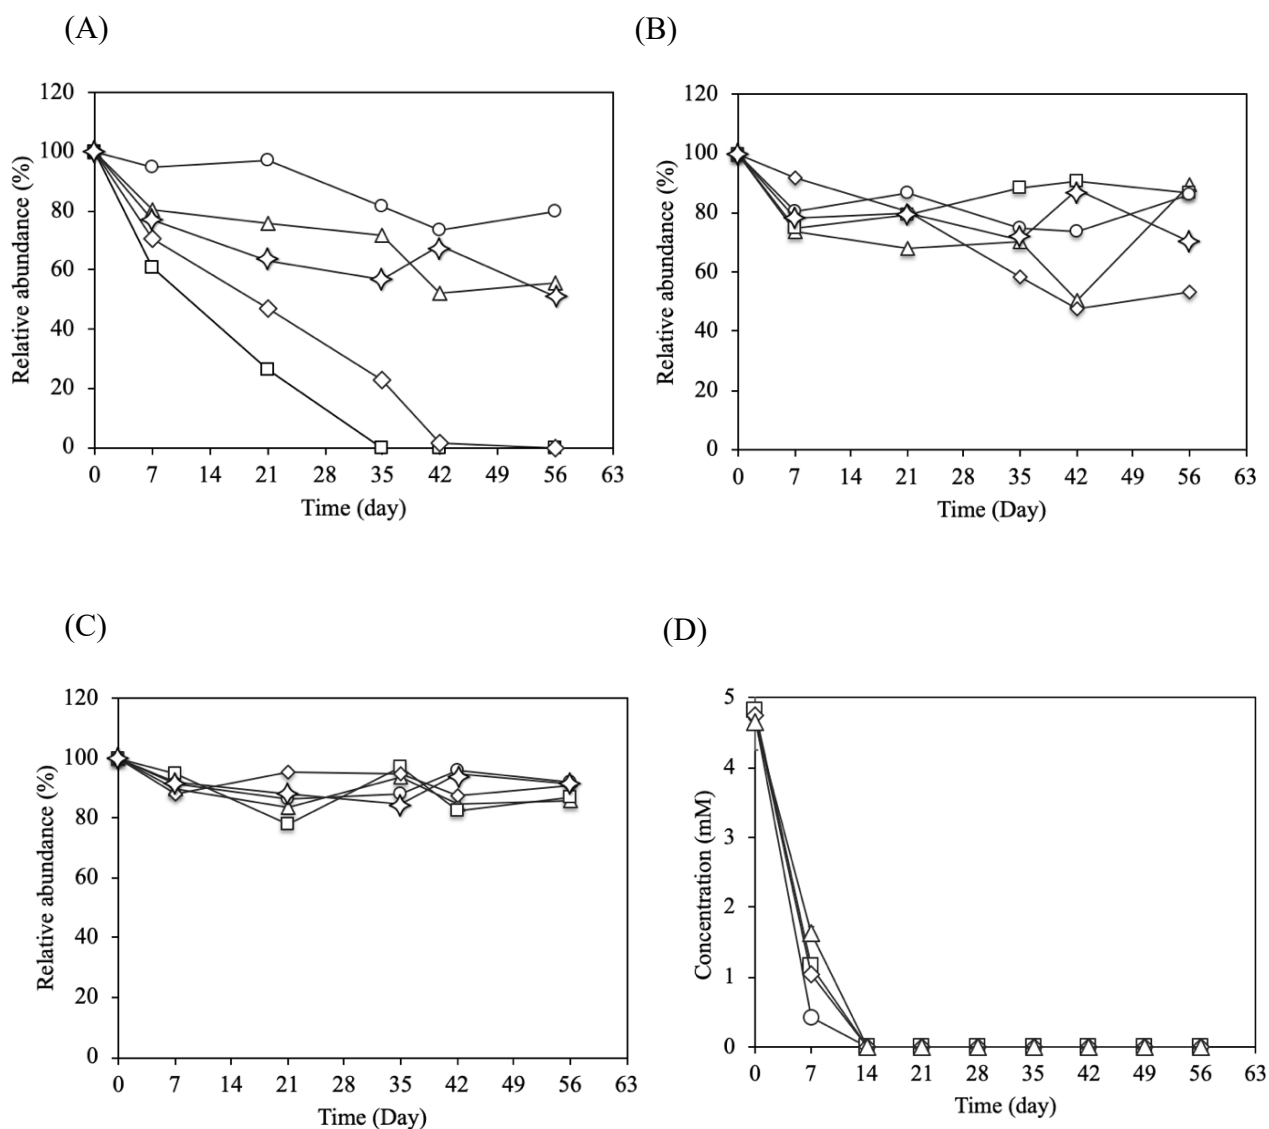 (A)
120
100
80
60
40
20
0
Relative abundance (%)
0 7 14 21 28 35 42 49 56 63
Time (day)
(B)
120
100
80
60
40
20
0
Relative abundance (%)
0 7 14 21 28 35 42 49 56 63
Time (Day)
(C)
120
100
80
60
40
20
0
Relative abundance (%)
0 7 14 21 28 35 42 49 56 63
Time (Day)
(D)
5
4
3
2
1
0
Concentration (mM)
0 7 14 21 28 35 42 49 56 63
Time (day)